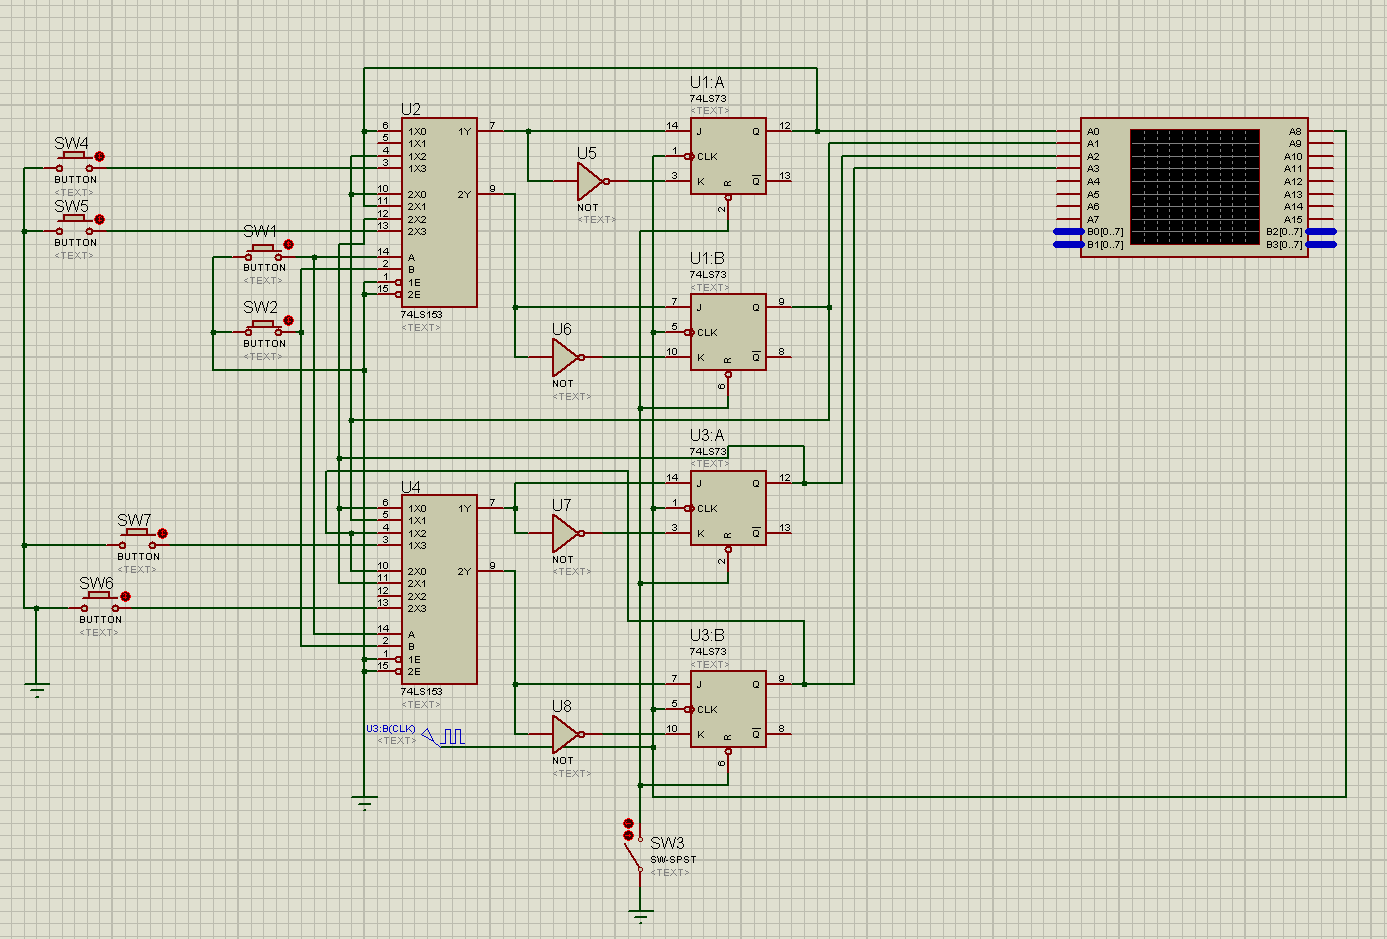 U1:A
74LS73
<TEXT>
14 J Q 12
1 CLK
3 K Q 13
R
2
U2
6 1X0 1Y 7
5 1X1
4 1X2
3 1X3
10 2X0 2Y 9
11 2X1
12 2X2
13 2X3
14 A
2 B
1 1E
15 2E
74LS153
<TEXT>
U5
NOT
<TEXT>
SW4
BUTTON
<TEXT>
SW5
BUTTON
<TEXT>
SW1
BUTTON
<TEXT>
SW2
BUTTON
<TEXT>
A0 A8
A1 A9
A2 A10
A3 A11
A4 A12
A5 A13
A6 A14
A7 A15
B0[0..7] B2[0..7]
B1[0..7] B3[0..7]
U1:B
74LS73
<TEXT>
7 J Q 9
5 CLK
10 K Q 8
R
6
U6
NOT
<TEXT>
U3:A
74LS73
<TEXT>
14 J Q 12
1 CLK
3 K Q 13
R
2
U4
6 1X0 1Y 7
5 1X1
4 1X2
3 1X3
10 2X0 2Y 9
11 2X1
12 2X2
13 2X3
14 A
2 B
1 1E
15 2E
74LS153
<TEXT>
U7
NOT
<TEXT>
SW7
BUTTON
<TEXT>
SW6
BUTTON
<TEXT>
U3:B
74LS73
<TEXT>
7 J Q 9
5 CLK
10 K Q 8
R
6
U8
NOT
<TEXT>
U3:B(CLK)
<TEXT>
SW3
SW-SPST
<TEXT>